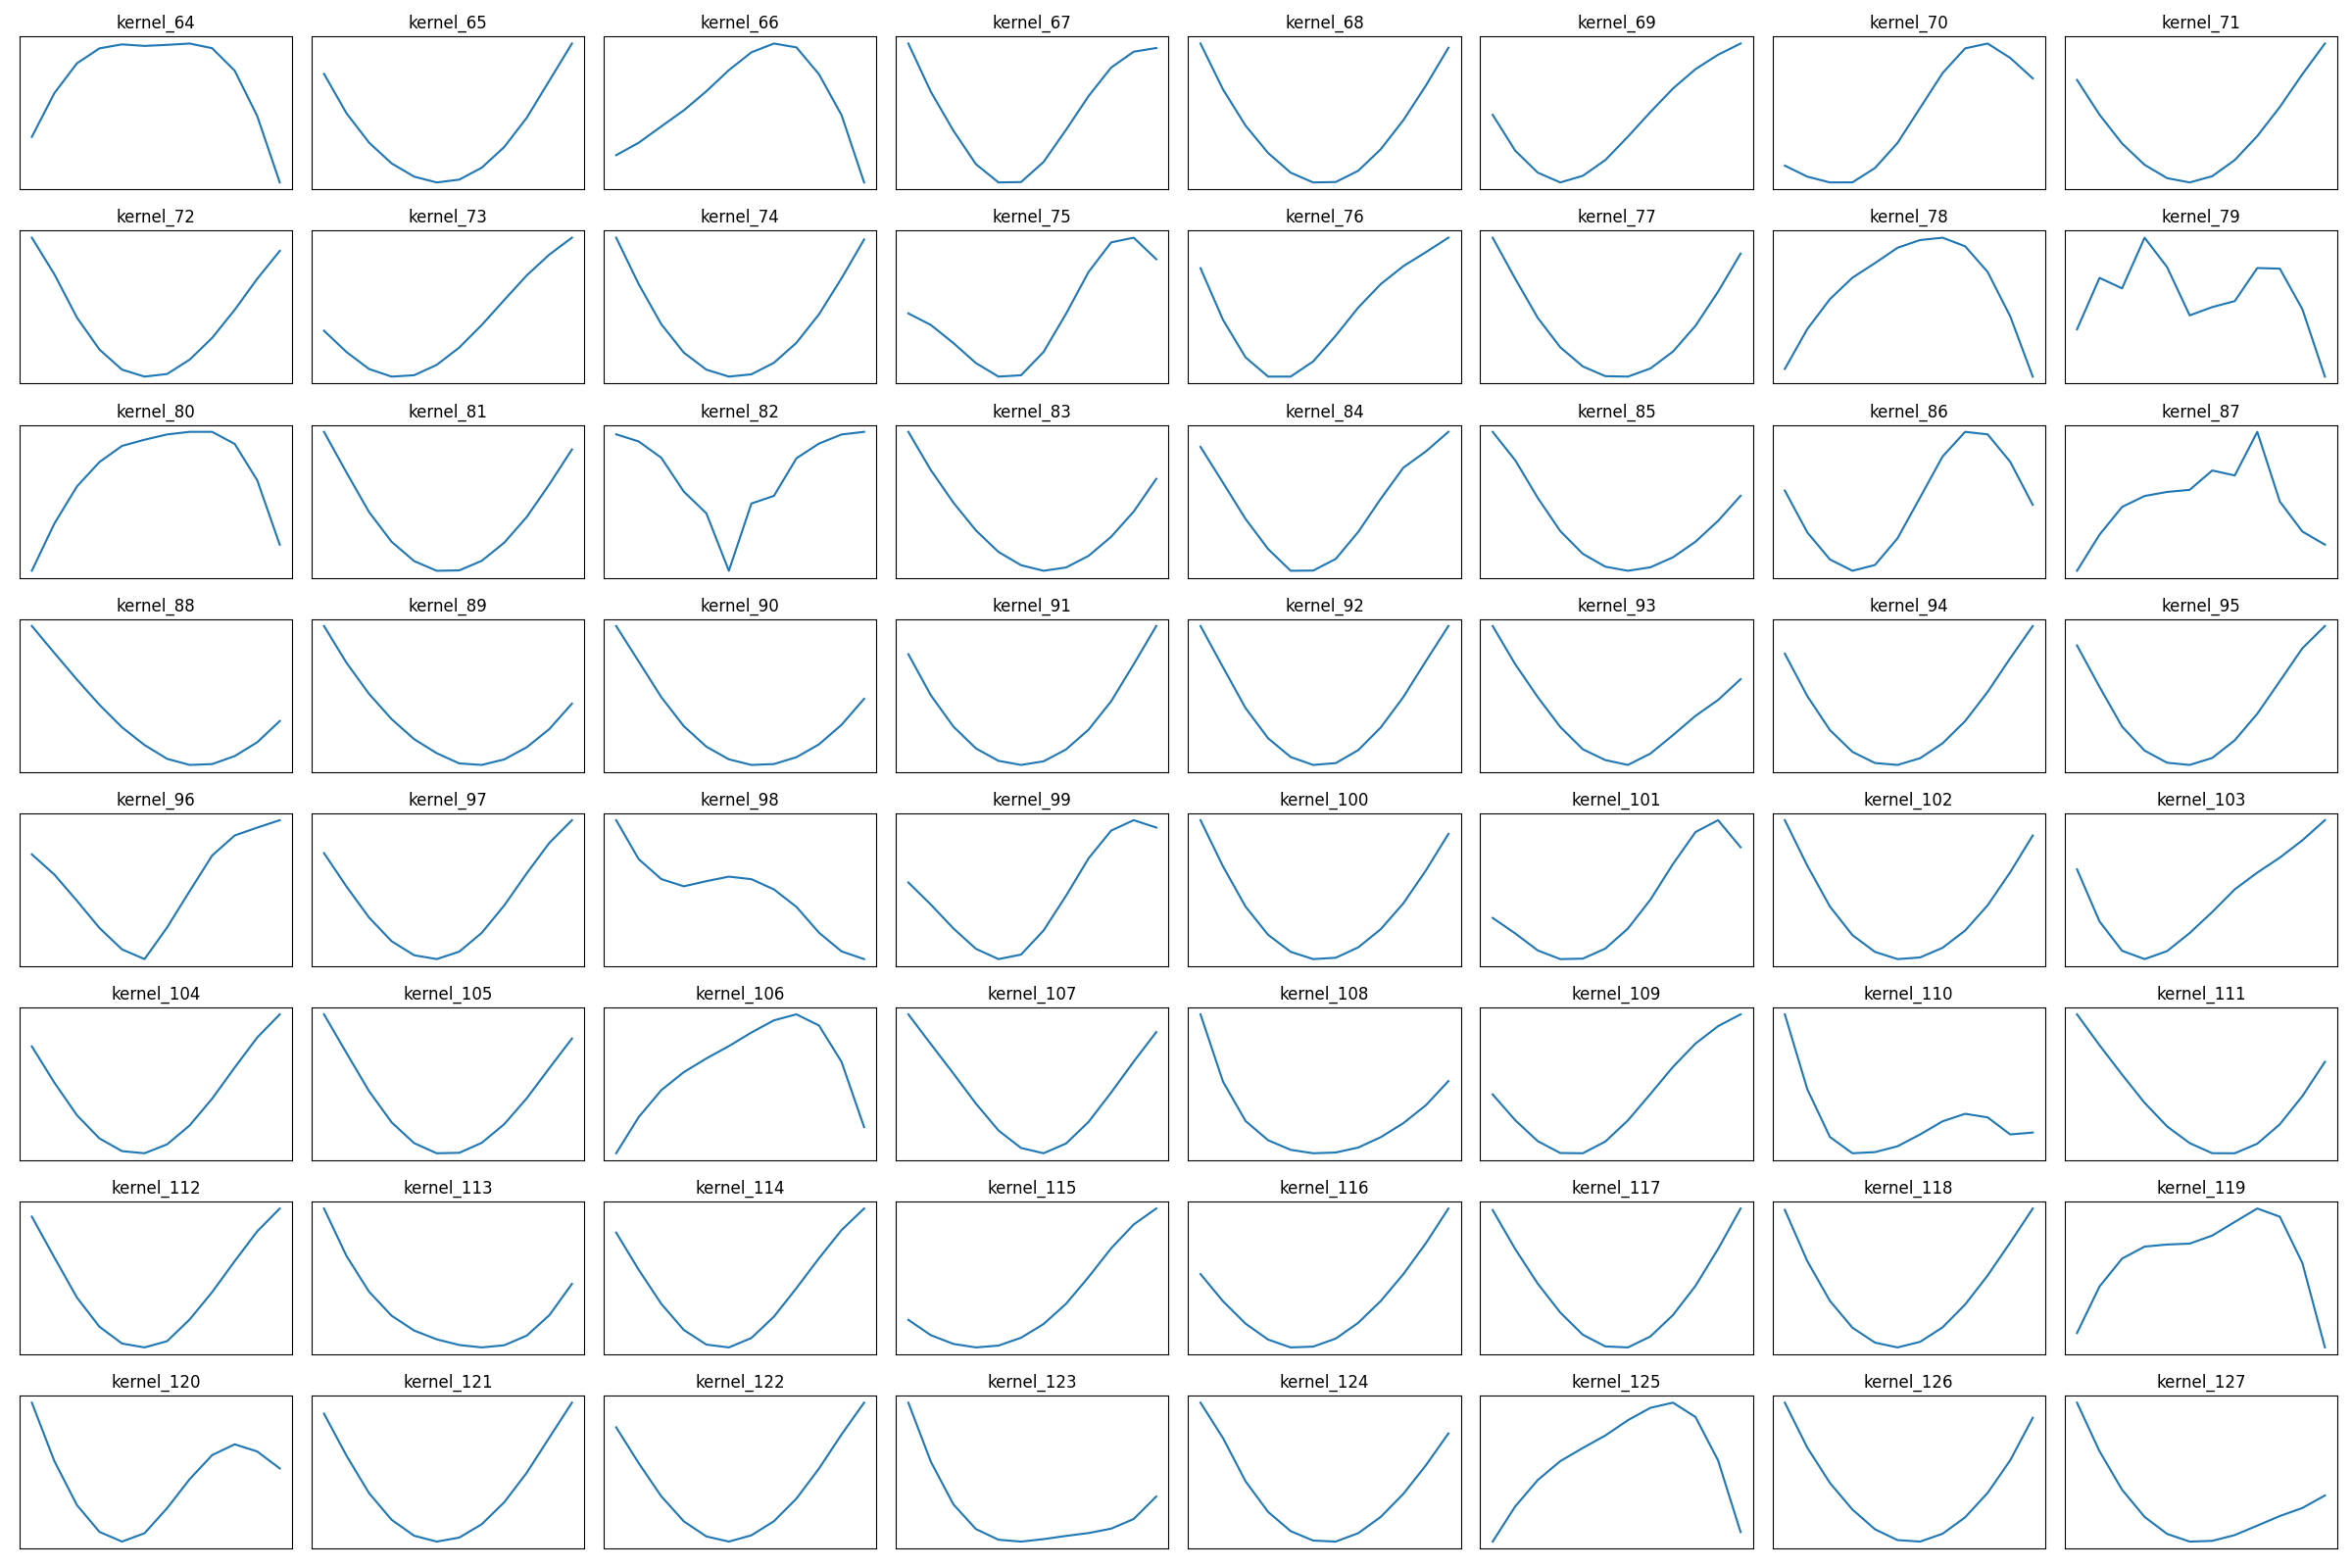 kernel_64 kernel_65 kernel_66 kernel_67 kernel_68 kernel_69 kernel_70 kernel_71
kernel_72 kernel_73 kernel_74 kernel_75 kernel_76 kernel_77 kernel_78 kernel_79
kernel_80 kernel_81 kernel_82 kernel_83 kernel_84 kernel_85 kernel_86 kernel_87
kernel_88 kernel_89 kernel_90 kernel_91 kernel_92 kernel_93 kernel_94 kernel_95
kernel_96 kernel_97 kernel_98 kernel_99 kernel_100 kernel_101 kernel_102 kernel_103
kernel_104 kernel_105 kernel_106 kernel_107 kernel_108 kernel_109 kernel_110 kernel_111
kernel_112 kernel_113 kernel_114 kernel_115 kernel_116 kernel_117 kernel_118 kernel_119
kernel_120 kernel_121 kernel_122 kernel_123 kernel_124 kernel_125 kernel_126 kernel_127